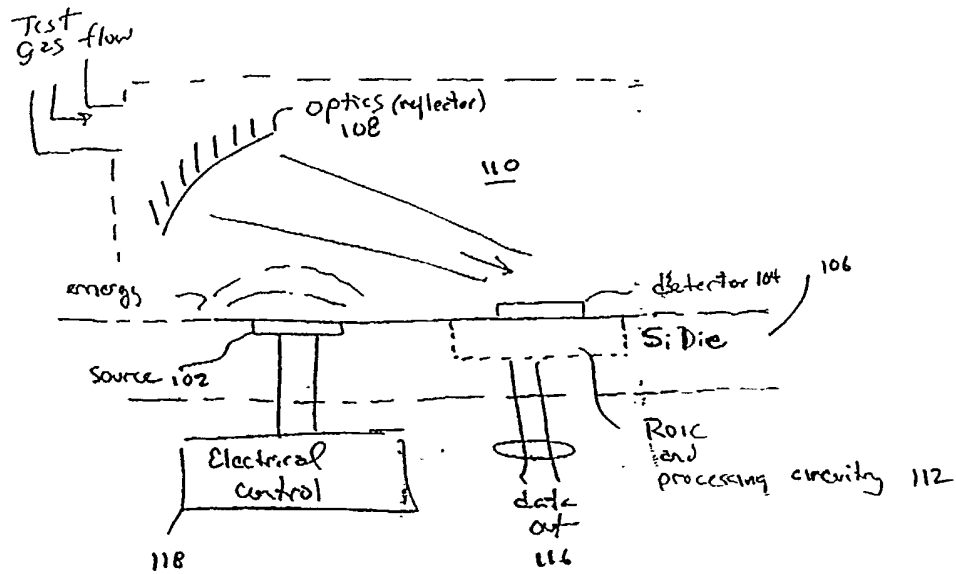 Test
gas flow
optics (reflector)
108
110
energy
detector 104
106
Si Die
source 102
ROIC
and
processing circuitry 112
Electrical
control
data
out
118
116